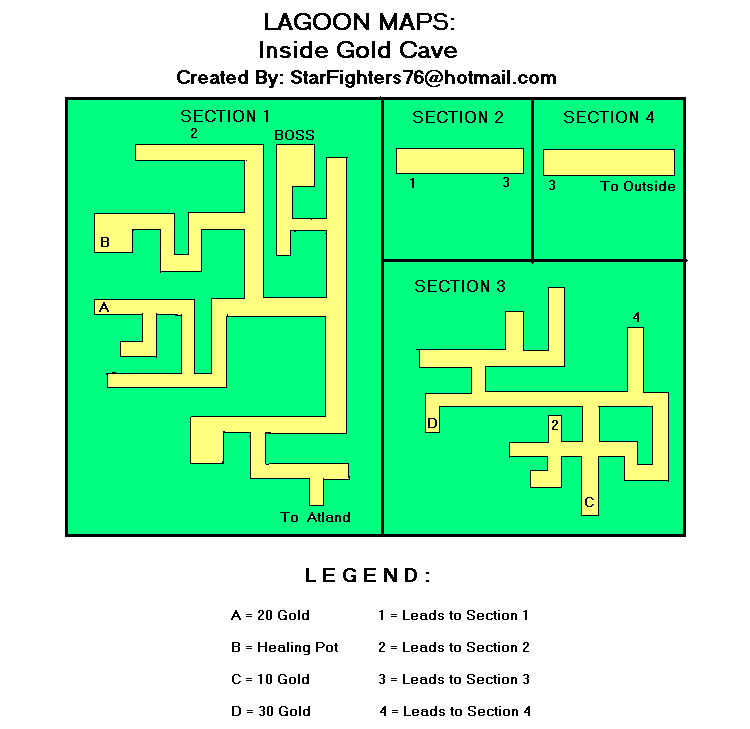 LAGOON MAPS:
Inside Gold Cave
Created By: StarFighters76@hotmail.com
SECTION 1
2
BOSS
B
A
To Atland
SECTION 2
1 3
SECTION 4
3 To Outside
SECTION 3
4
D
2
C
L E G E N D :
A = 20 Gold 1 = Leads to Section 1
B = Healing Pot 2 = Leads to Section 2
C = 10 Gold 3 = Leads to Section 3
D = 30 Gold 4 = Leads to Section 4